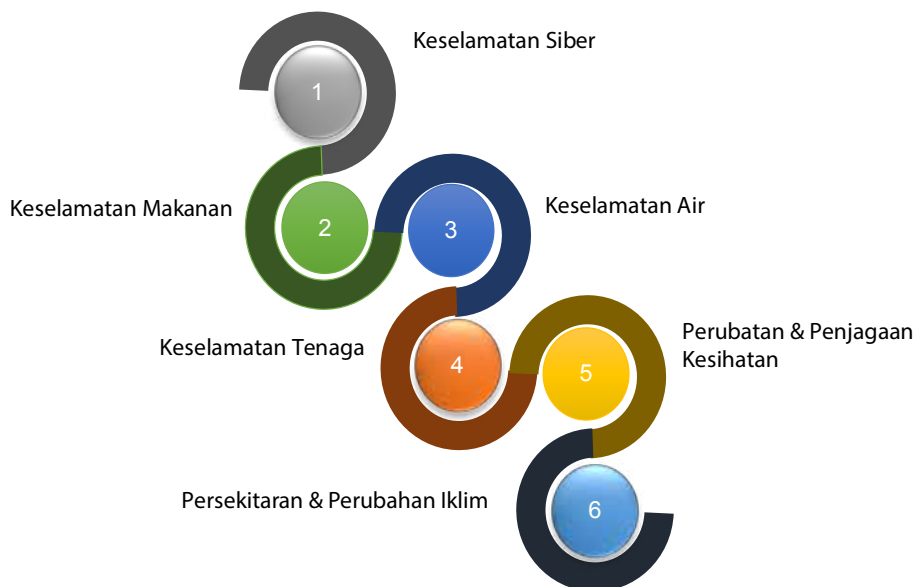 Keselamatan Siber
1
Keselamatan Makanan
2
3
Keselamatan Air
Keselamatan Tenaga
4
5
Perubatan & Penjagaan
Kesihatan
Persekitaran & Perubahan Iklim
6